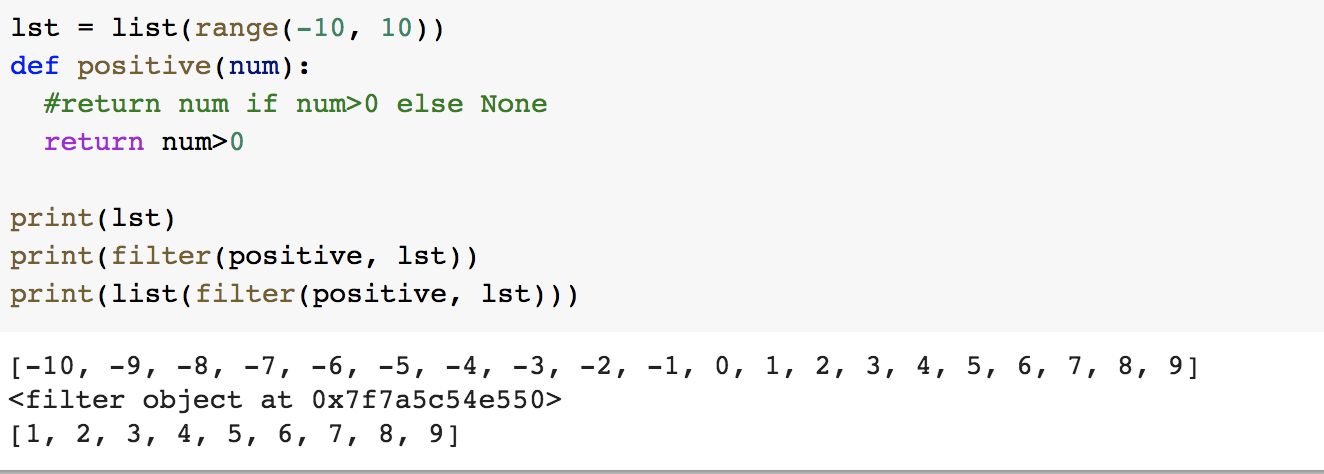 lst = list(range(-10, 10))
def positive(num):
  #return num if num>0 else None
  return num>0
print(lst)
print(filter(positive, lst))
print(list(filter(positive, lst)))
[-10, -9, -8, -7, -6, -5, -4, -3, -2, -1, 0, 1, 2, 3, 4, 5, 6, 7, 8, 9]
<filter object at 0x7f7a5c54e550>
[1, 2, 3, 4, 5, 6, 7, 8, 9]